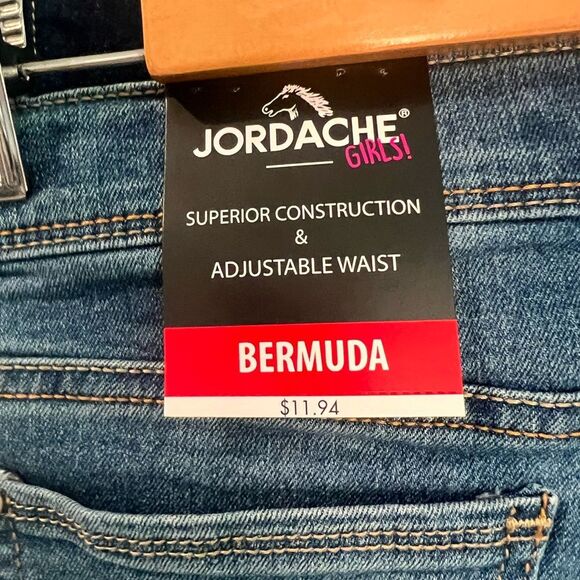 JORDACHE®
GIRLS!
SUPERIOR CONSTRUCTION
&
ADJUSTABLE WAIST
BERMUDA
$11.94